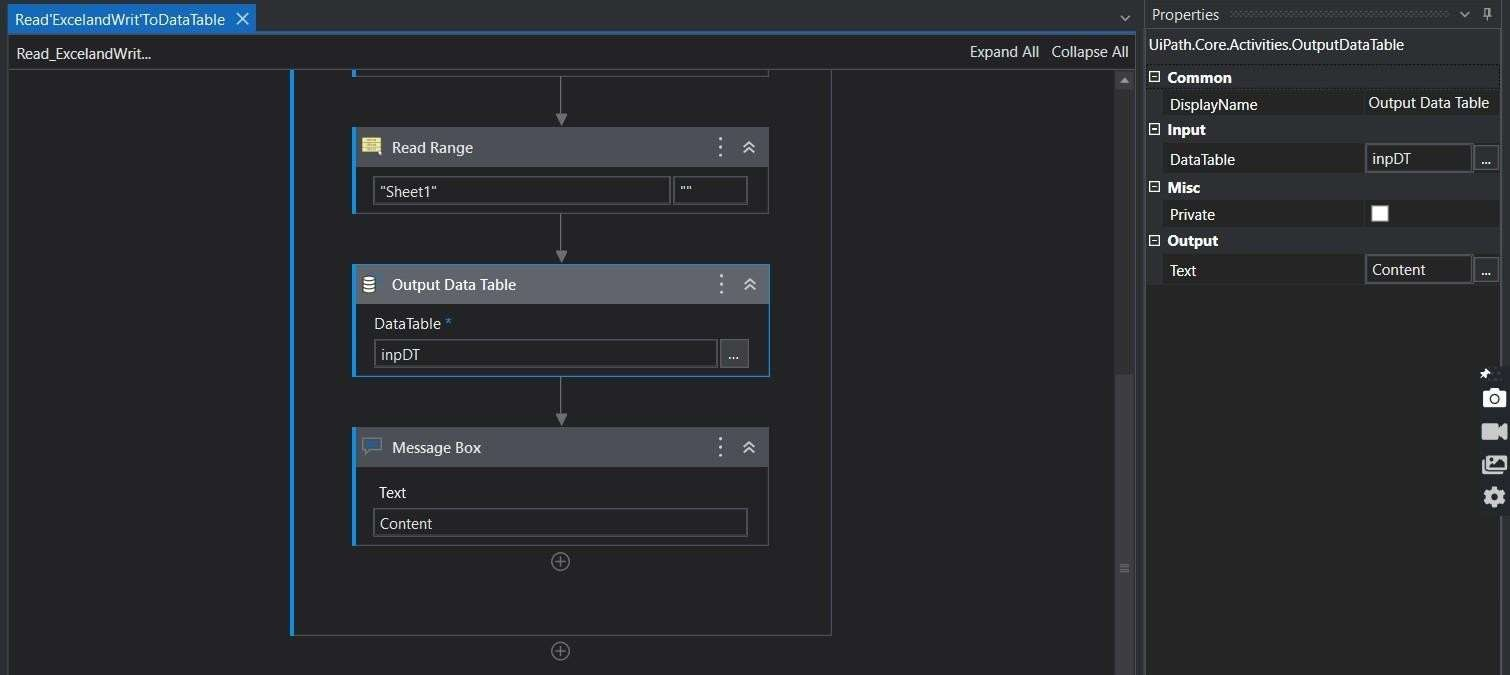 Read'ExcelandWrit'ToDataTable
Read_ExcelandWrit...
Expand All Collapse All
Read Range
"Sheet1" ""
Output Data Table
DataTable *
inpDT ...
Message Box
Text
Content
Properties
UiPath.Core.Activities.OutputDataTable
Common
DisplayName Output Data Table
Input
DataTable inpDT ...
Misc
Private
Output
Text Content ...